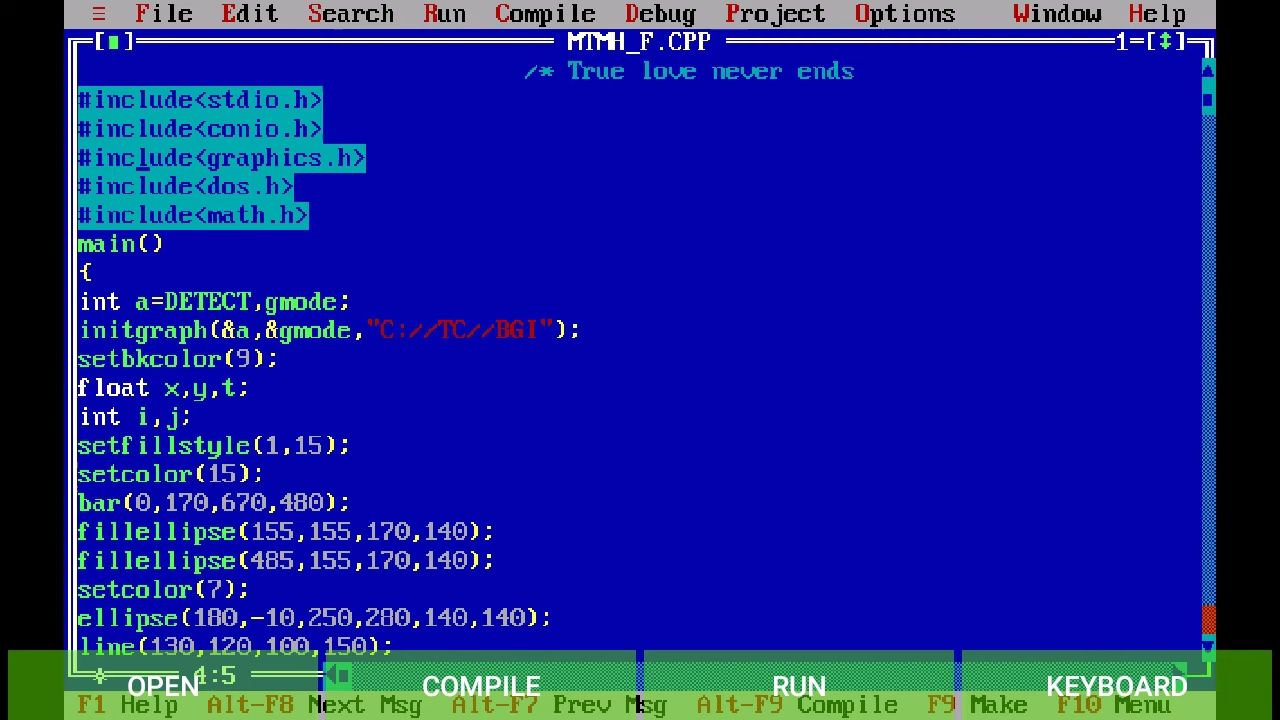 ≡ File Edit Search Run Compile Debug Project Options Window Help
[■] MTMH_F.CPP 1=[↕]
/* True love never ends
#include<stdio.h>
#include<conio.h>
#include<graphics.h>
#include<dos.h>
#include<math.h>
main()
{
int a=DETECT,gmode;
initgraph(&a,&gmode,"C://TC//BGI");
setbkcolor(9);
float x,y,t;
int i,j;
setfillstyle(1,15);
setcolor(15);
bar(0,170,670,480);
fillellipse(155,155,170,140);
fillellipse(485,155,170,140);
setcolor(7);
ellipse(180,-10,250,280,140,140);
line(130,120,100,150);
4:5
OPEN COMPILE RUN KEYBOARD
F1 Help Alt-F8 Next Msg Alt-F7 Prev Msg Alt-F9 Compile F9 Make F10 Menu